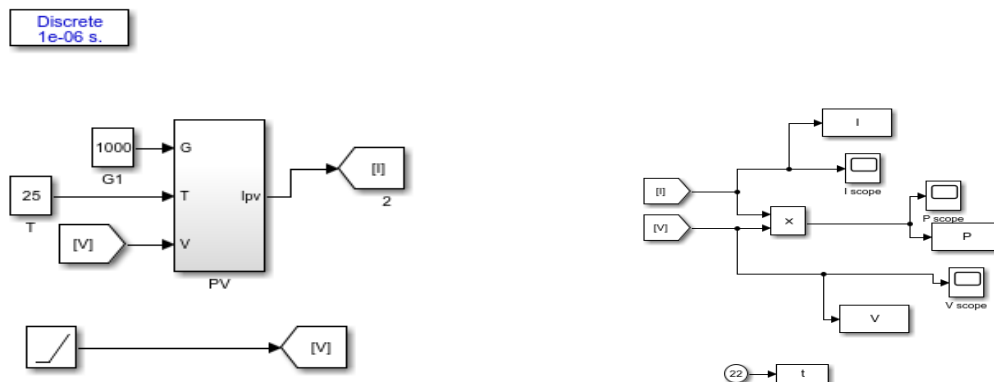 Discrete
1e-06 s.
1000
G1
25
T
[V]
G
T
V
Ipv
PV
[I]
2
[V]
[I]
[V]
×
I
I scope
P scope
P
V scope
V
22
t